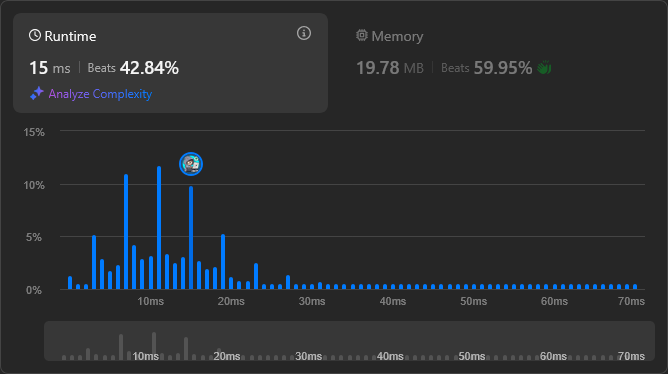 Runtime
15 ms | Beats 42.84%
Analyze Complexity
Memory
19.78 MB | Beats 59.95%
15%
10%
5%
0%
10ms 20ms 30ms 40ms 50ms 60ms 70ms
10ms 20ms 30ms 40ms 50ms 60ms 70ms